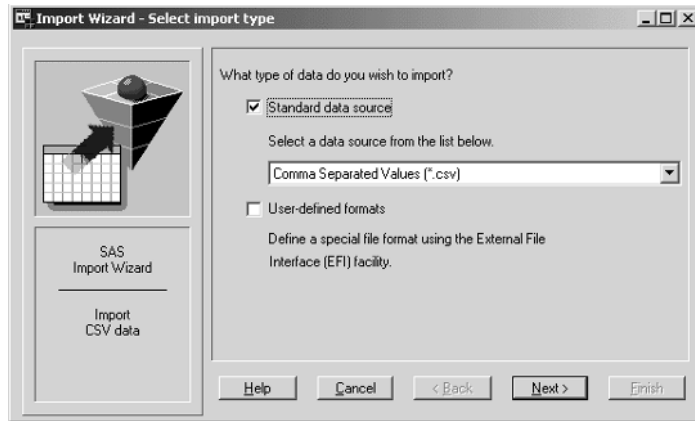 Import Wizard - Select import type
What type of data do you wish to import?
Standard data source
Select a data source from the list below.
Comma Separated Values (*.csv)
User-defined formats
Define a special file format using the External File
Interface (EFI) facility.
SAS
Import Wizard
Import
CSV data
Help
Cancel
< Back
Next >
Finish